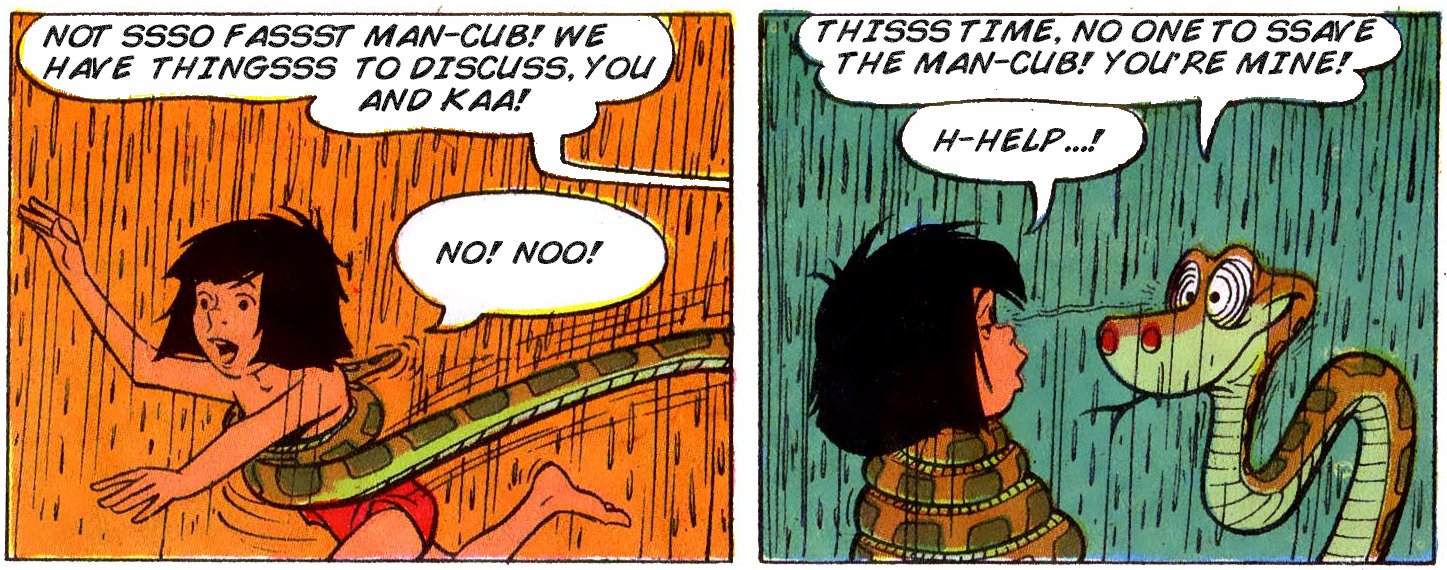 NOT SSSO FASSST MAN-CUB! WE
HAVE THINGSSS TO DISCUSS, YOU
AND KAA!
NO! NOO!
THISSS TIME, NO ONE TO SSAVE
THE MAN-CUB! YOU'RE MINE!
H-HELP...!